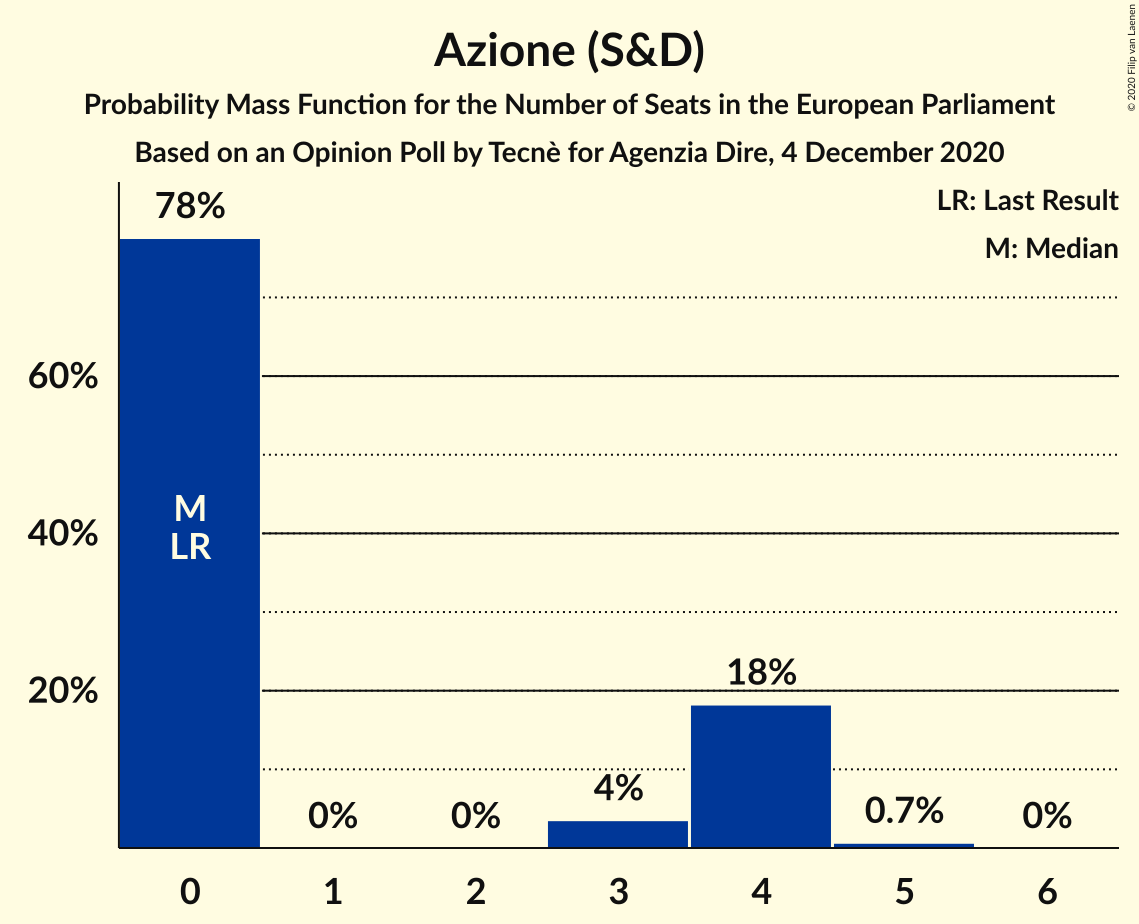 Azione (S&D)
Probability Mass Function for the Number of Seats in the European Parliament
Based on an Opinion Poll by Tecnè for Agenzia Dire, 4 December 2020
© 2020 Filip van Laenen
LR: Last Result
M: Median
78%
60%
40%
20%
M
LR
0%
0%
4%
18%
0.7%
0%
0
1
2
3
4
5
6